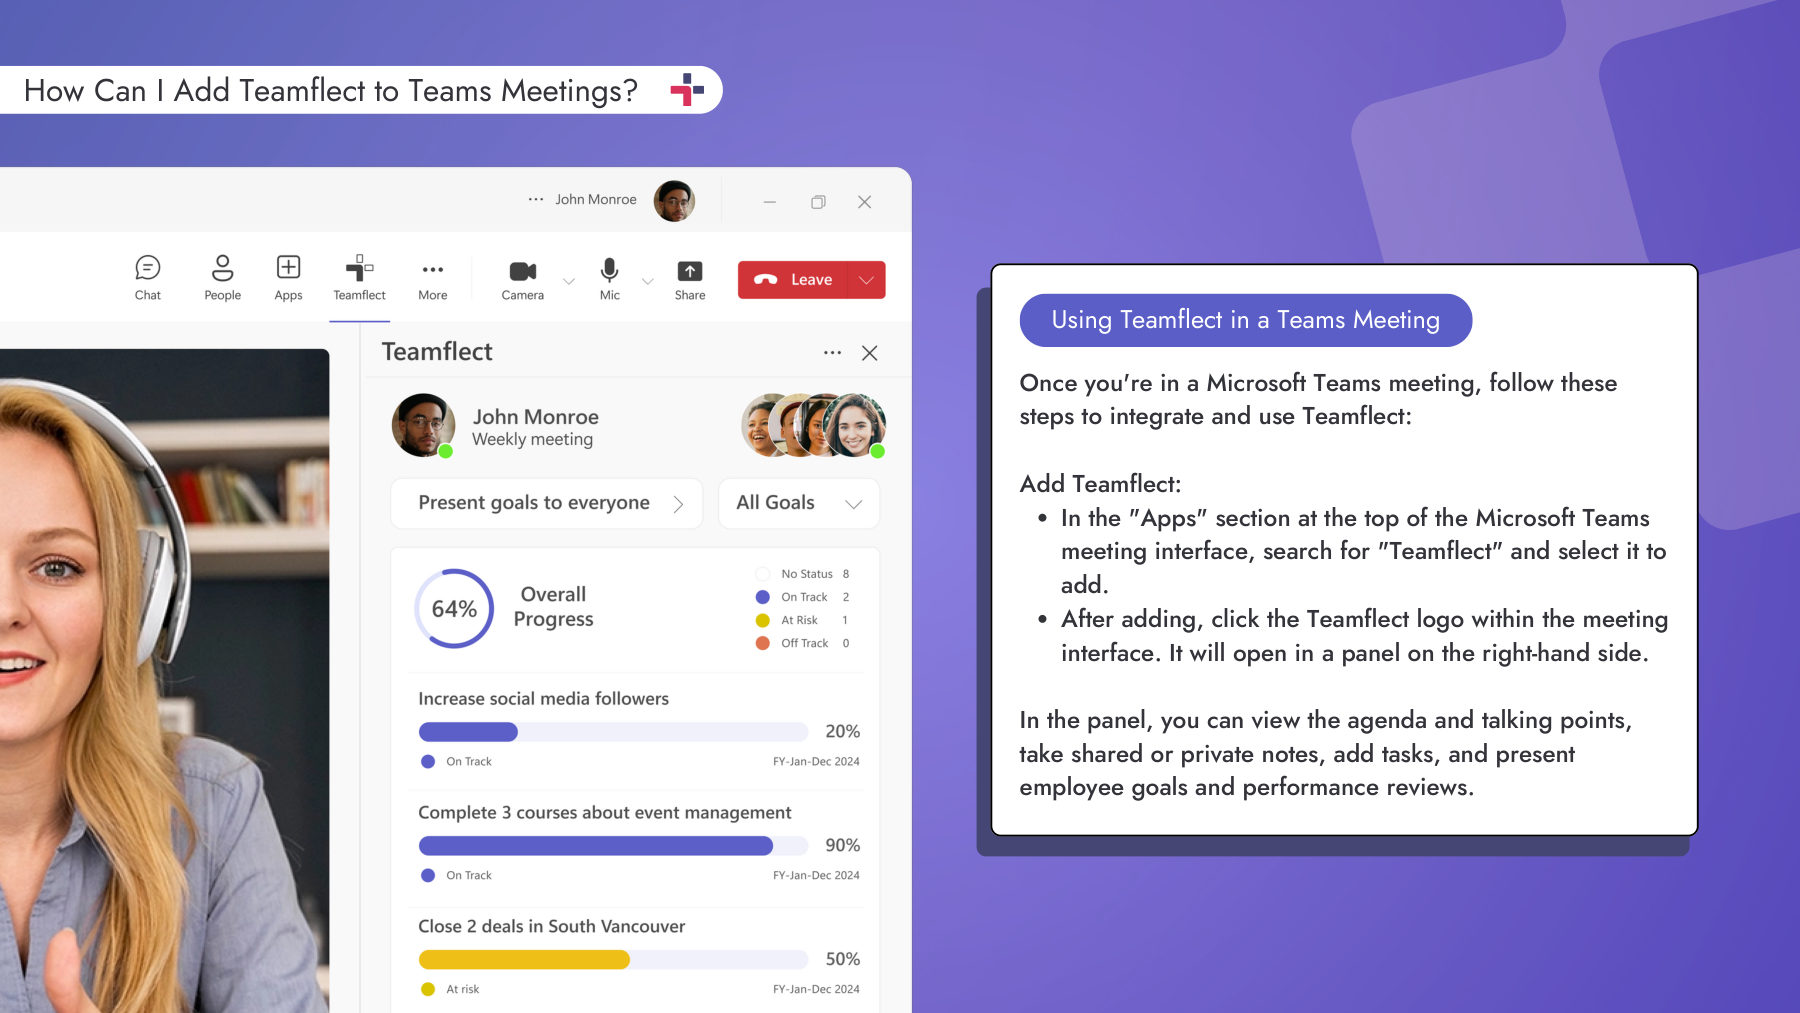 How Can I Add Teamflect to Teams Meetings?
··· John Monroe
Chat
People
Apps
Teamflect
More
Camera
Mic
Share
Leave
Teamflect
John Monroe
Weekly meeting
Present goals to everyone
All Goals
64%
Overall
Progress
No Status 8
On Track 2
At Risk 1
Off Track 0
Increase social media followers
20%
On Track
FY-Jan-Dec 2024
Complete 3 courses about event management
90%
On Track
FY-Jan-Dec 2024
Close 2 deals in South Vancouver
50%
At risk
FY-Jan-Dec 2024
Using Teamflect in a Teams Meeting
Once you're in a Microsoft Teams meeting, follow these
steps to integrate and use Teamflect:
Add Teamflect:
• In the "Apps" section at the top of the Microsoft Teams
meeting interface, search for "Teamflect" and select it to
add.
• After adding, click the Teamflect logo within the meeting
interface. It will open in a panel on the right-hand side.
In the panel, you can view the agenda and talking points,
take shared or private notes, add tasks, and present
employee goals and performance reviews.